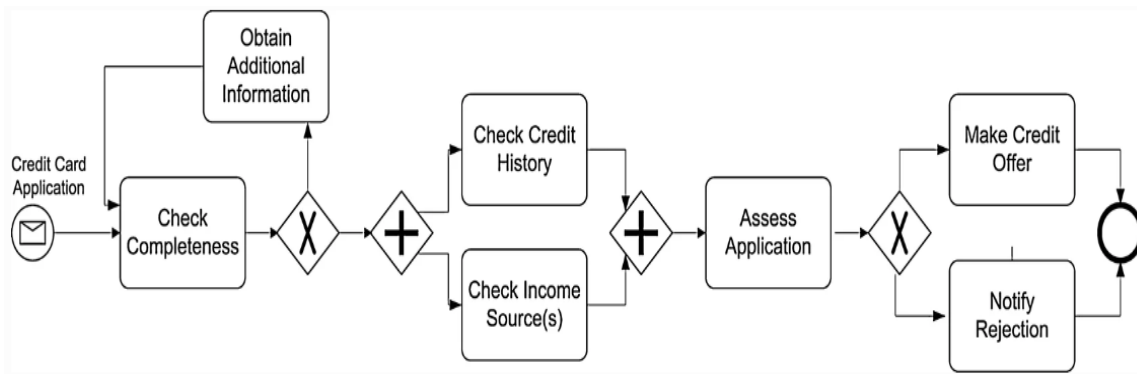 Obtain
Additional
Information
Credit Card
Application
Check
Completeness
Check Credit
History
Check Income
Source(s)
Assess
Application
Make Credit
Offer
Notify
Rejection